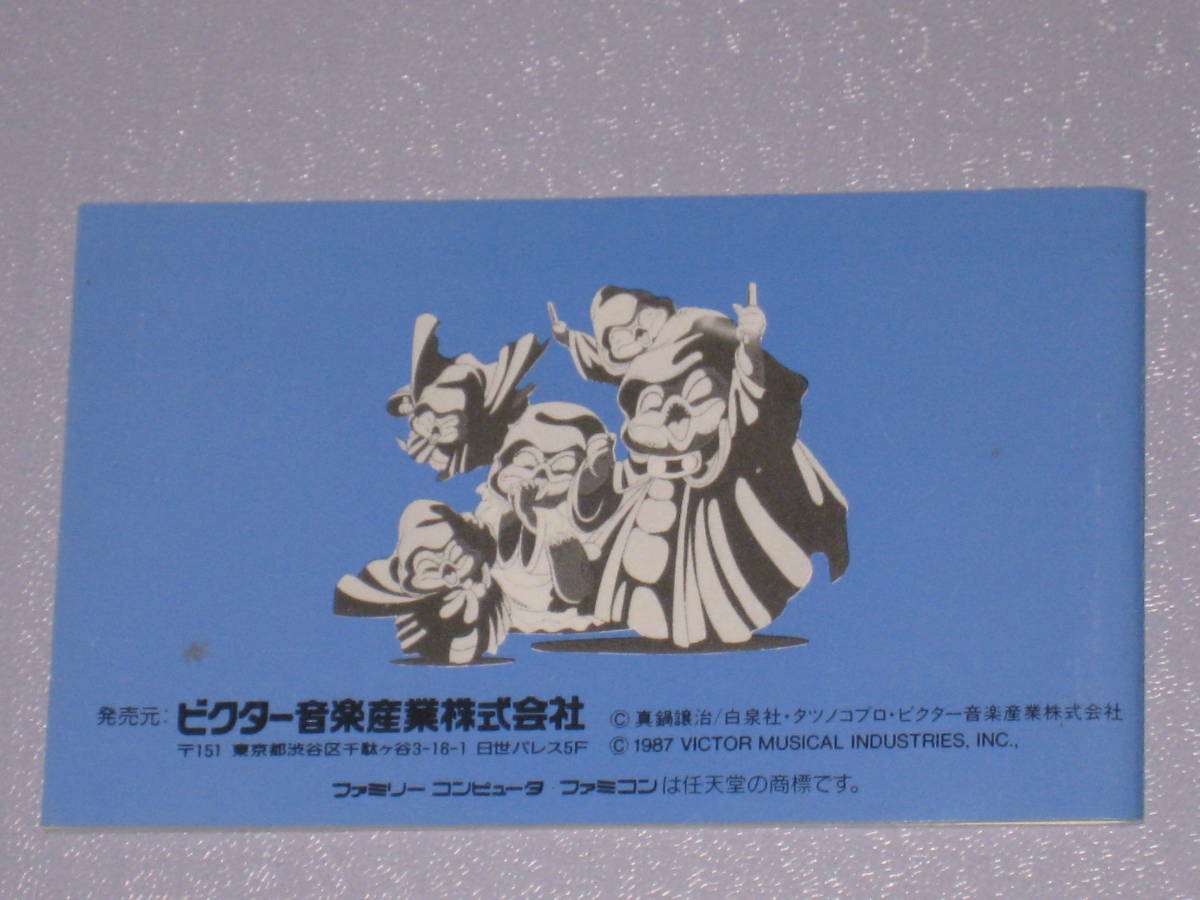 発売元:ビクター音楽産業株式会社
〒151 東京都渋谷区千駄ヶ谷3-16-1 日世パレス5F
© 真鍋譲治/白泉社・タツノコプロ・ビクター音楽産業株式会社
© 1987 VICTOR MUSICAL INDUSTRIES, INC.,
ファミリーコンピュータ・ファミコンは任天堂の商標です。